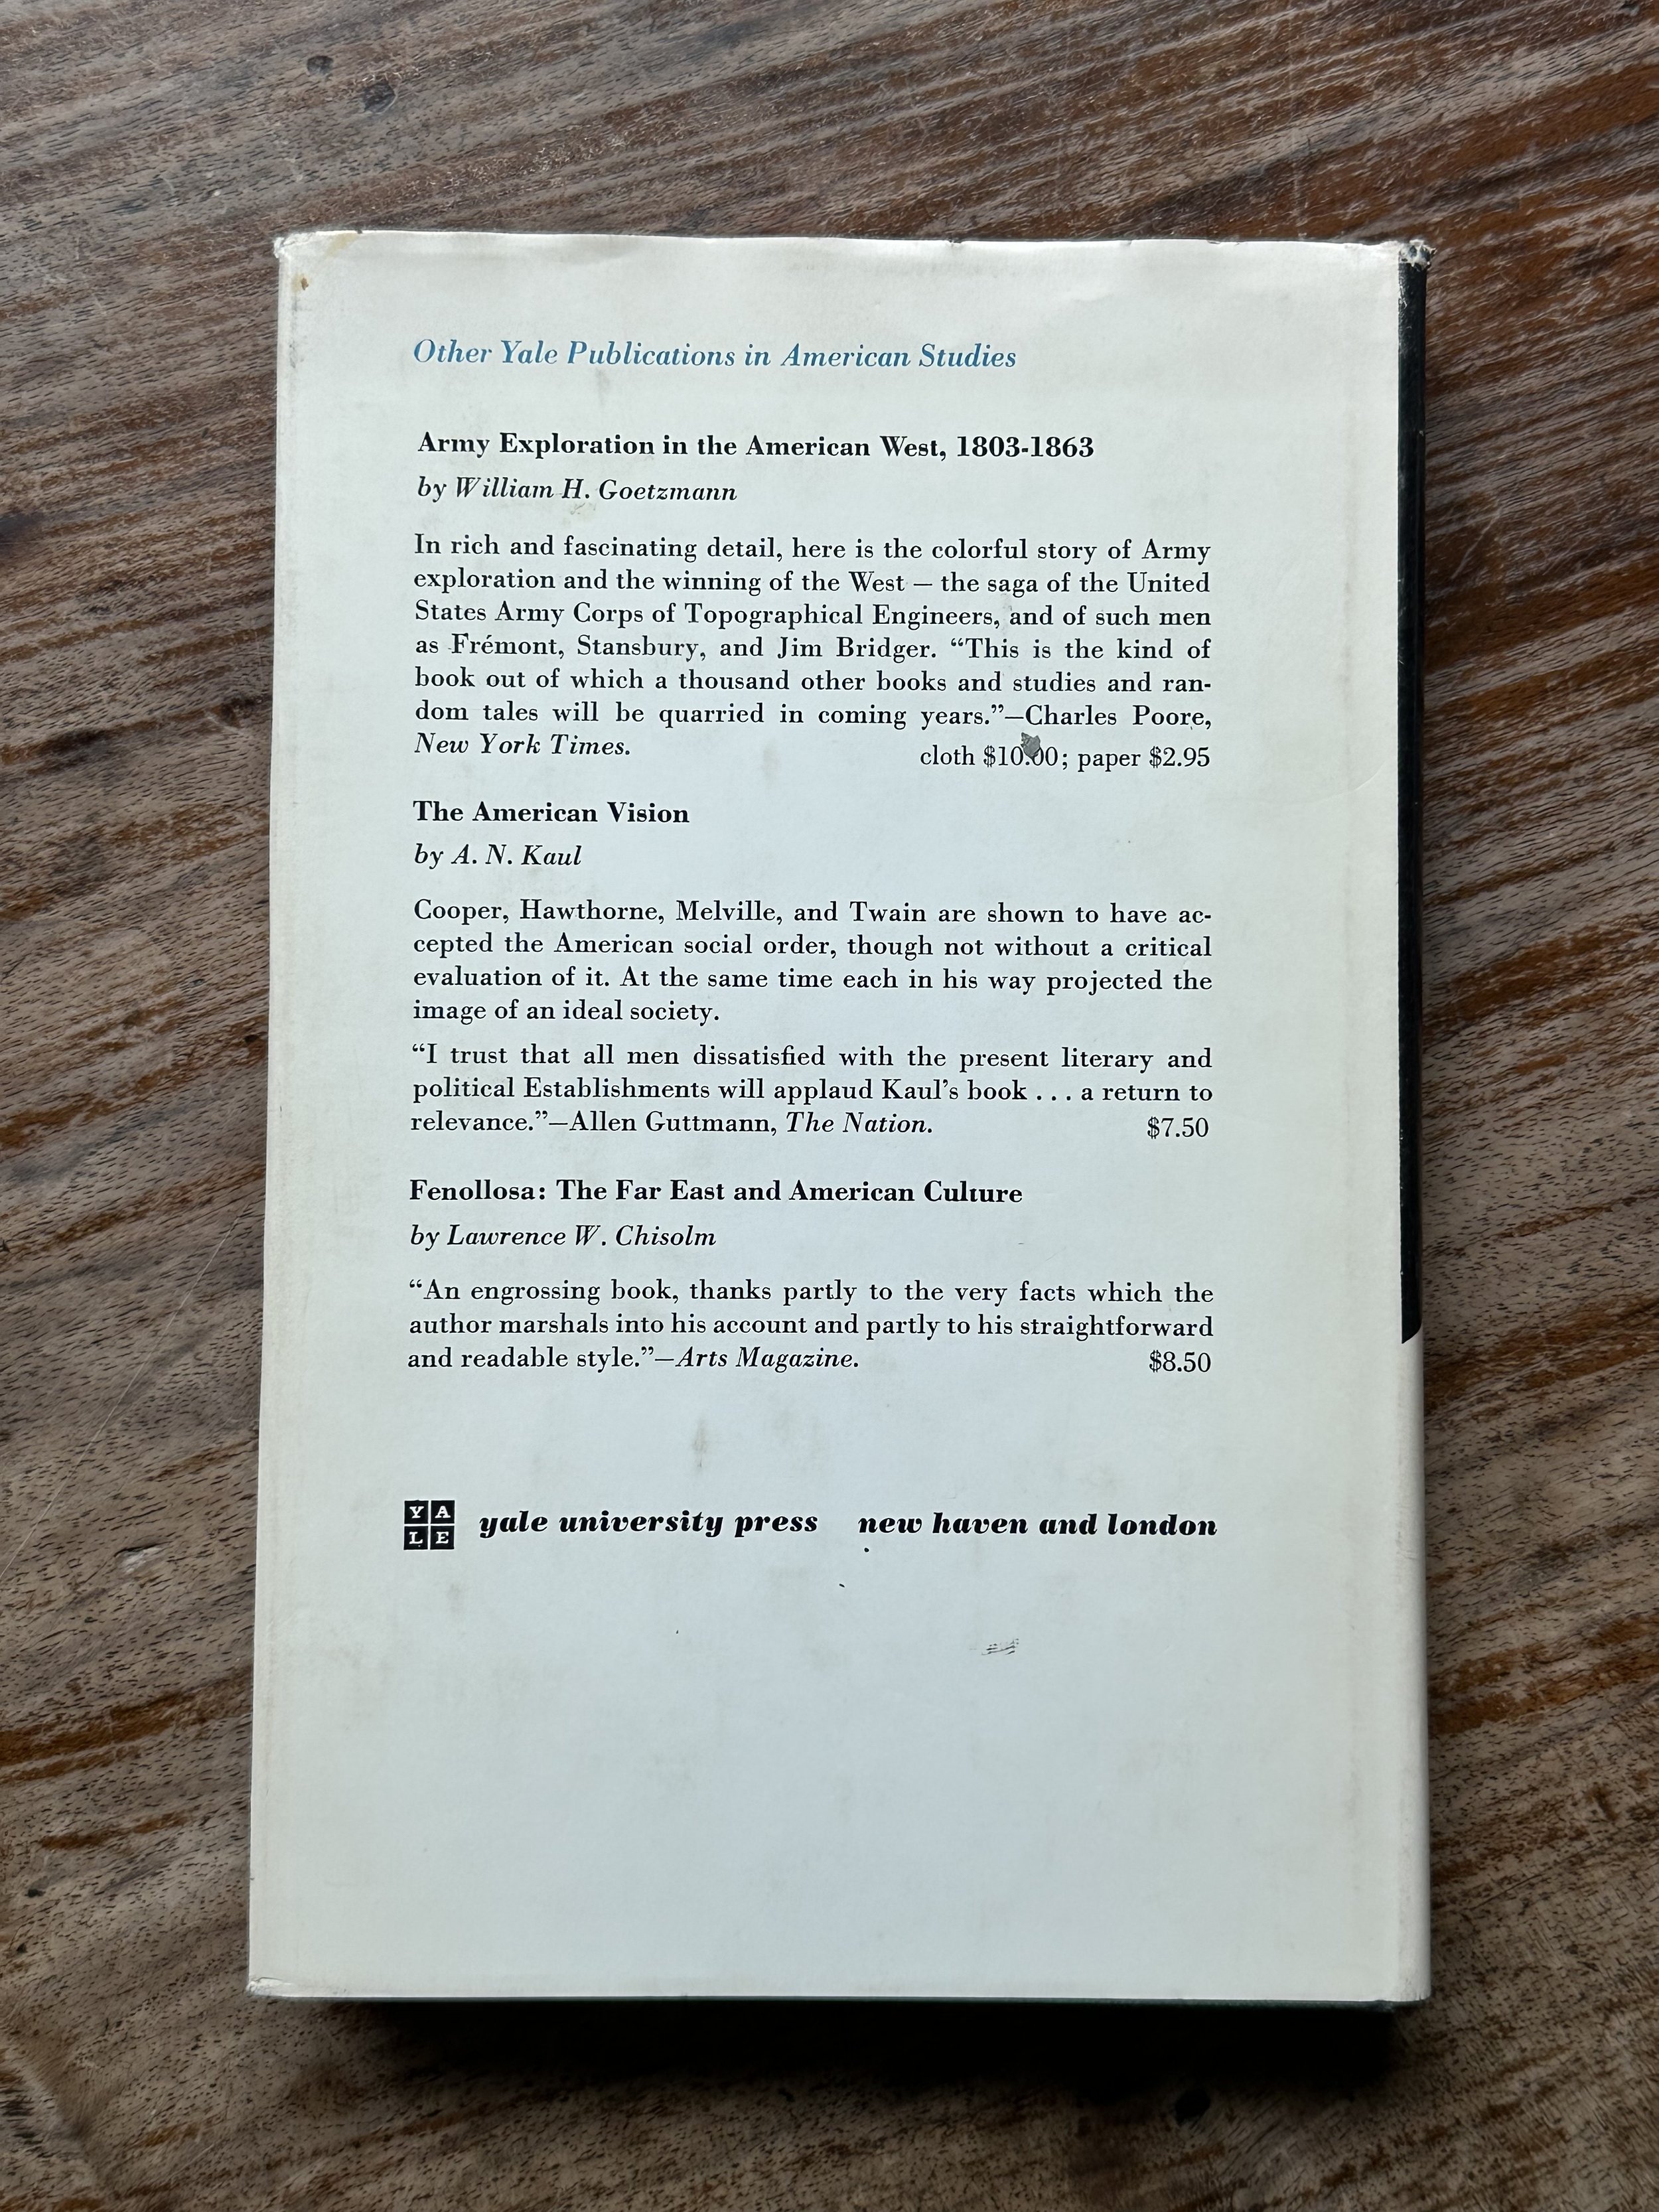 Other Yale Publications in American Studies
Army Exploration in the American West, 1803-1863
by William H. Goetzmann
In rich and fascinating detail, here is the colorful story of Army
exploration and the winning of the West — the saga of the United
States Army Corps of Topographical Engineers, and of such men
as Frémont, Stansbury, and Jim Bridger. “This is the kind of
book out of which a thousand other books and studies and ran-
dom tales will be quarried in coming years.”—Charles Poore,
New York Times. cloth $10.00; paper $2.95
The American Vision
by A. N. Kaul
Cooper, Hawthorne, Melville, and Twain are shown to have ac-
cepted the American social order, though not without a critical
evaluation of it. At the same time each in his way projected the
image of an ideal society.
“I trust that all men dissatisfied with the present literary and
political Establishments will applaud Kaul’s book . . . a return to
relevance.”—Allen Guttmann, The Nation. $7.50
Fenollosa: The Far East and American Culture
by Lawrence W. Chisolm
“An engrossing book, thanks partly to the very facts which the
author marshals into his account and partly to his straightforward
and readable style.”—Arts Magazine. $8.50
YALE yale university press new haven and london